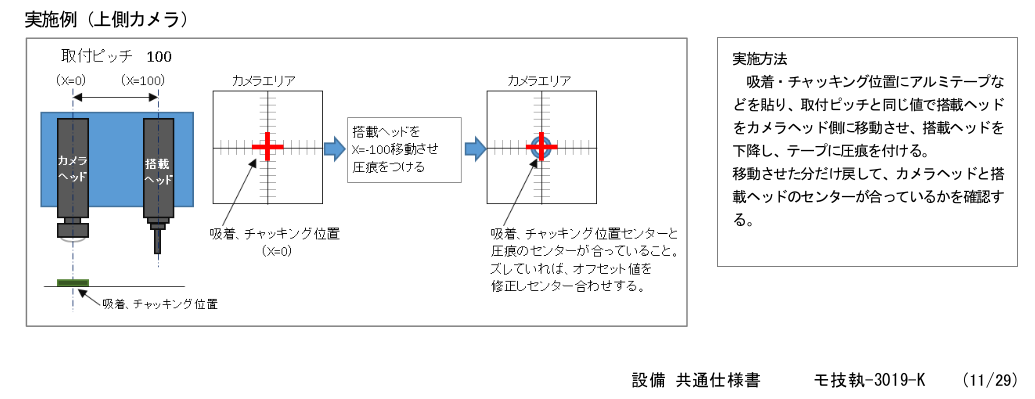 実施例（上側カメラ）
取付ピッチ 100
(X=0)
(X=100)
カメラ
ヘッド
搭載
ヘッド
吸着、チャッキング位置
カメラエリア
吸着、チャッキング位置
(X=0)
搭載ヘッドを
X=-100移動させ
圧痕をつける
カメラエリア
吸着、チャッキング位置センターと
圧痕のセンターが合っていること。
ズレていれば、オフセット値を
修正しセンター合わせする。
実施方法
吸着・チャッキング位置にアルミテープな
どを貼り、取付ピッチと同じ値で搭載ヘッド
をカメラヘッド側に移動させ、搭載ヘッドを
下降し、テープに圧痕を付ける。
移動させた分だけ戻して、カメラヘッドと搭
載ヘッドのセンターが合っているかを確認す
る。
設備 共通仕様書 モ技執-3019-K (11/29)